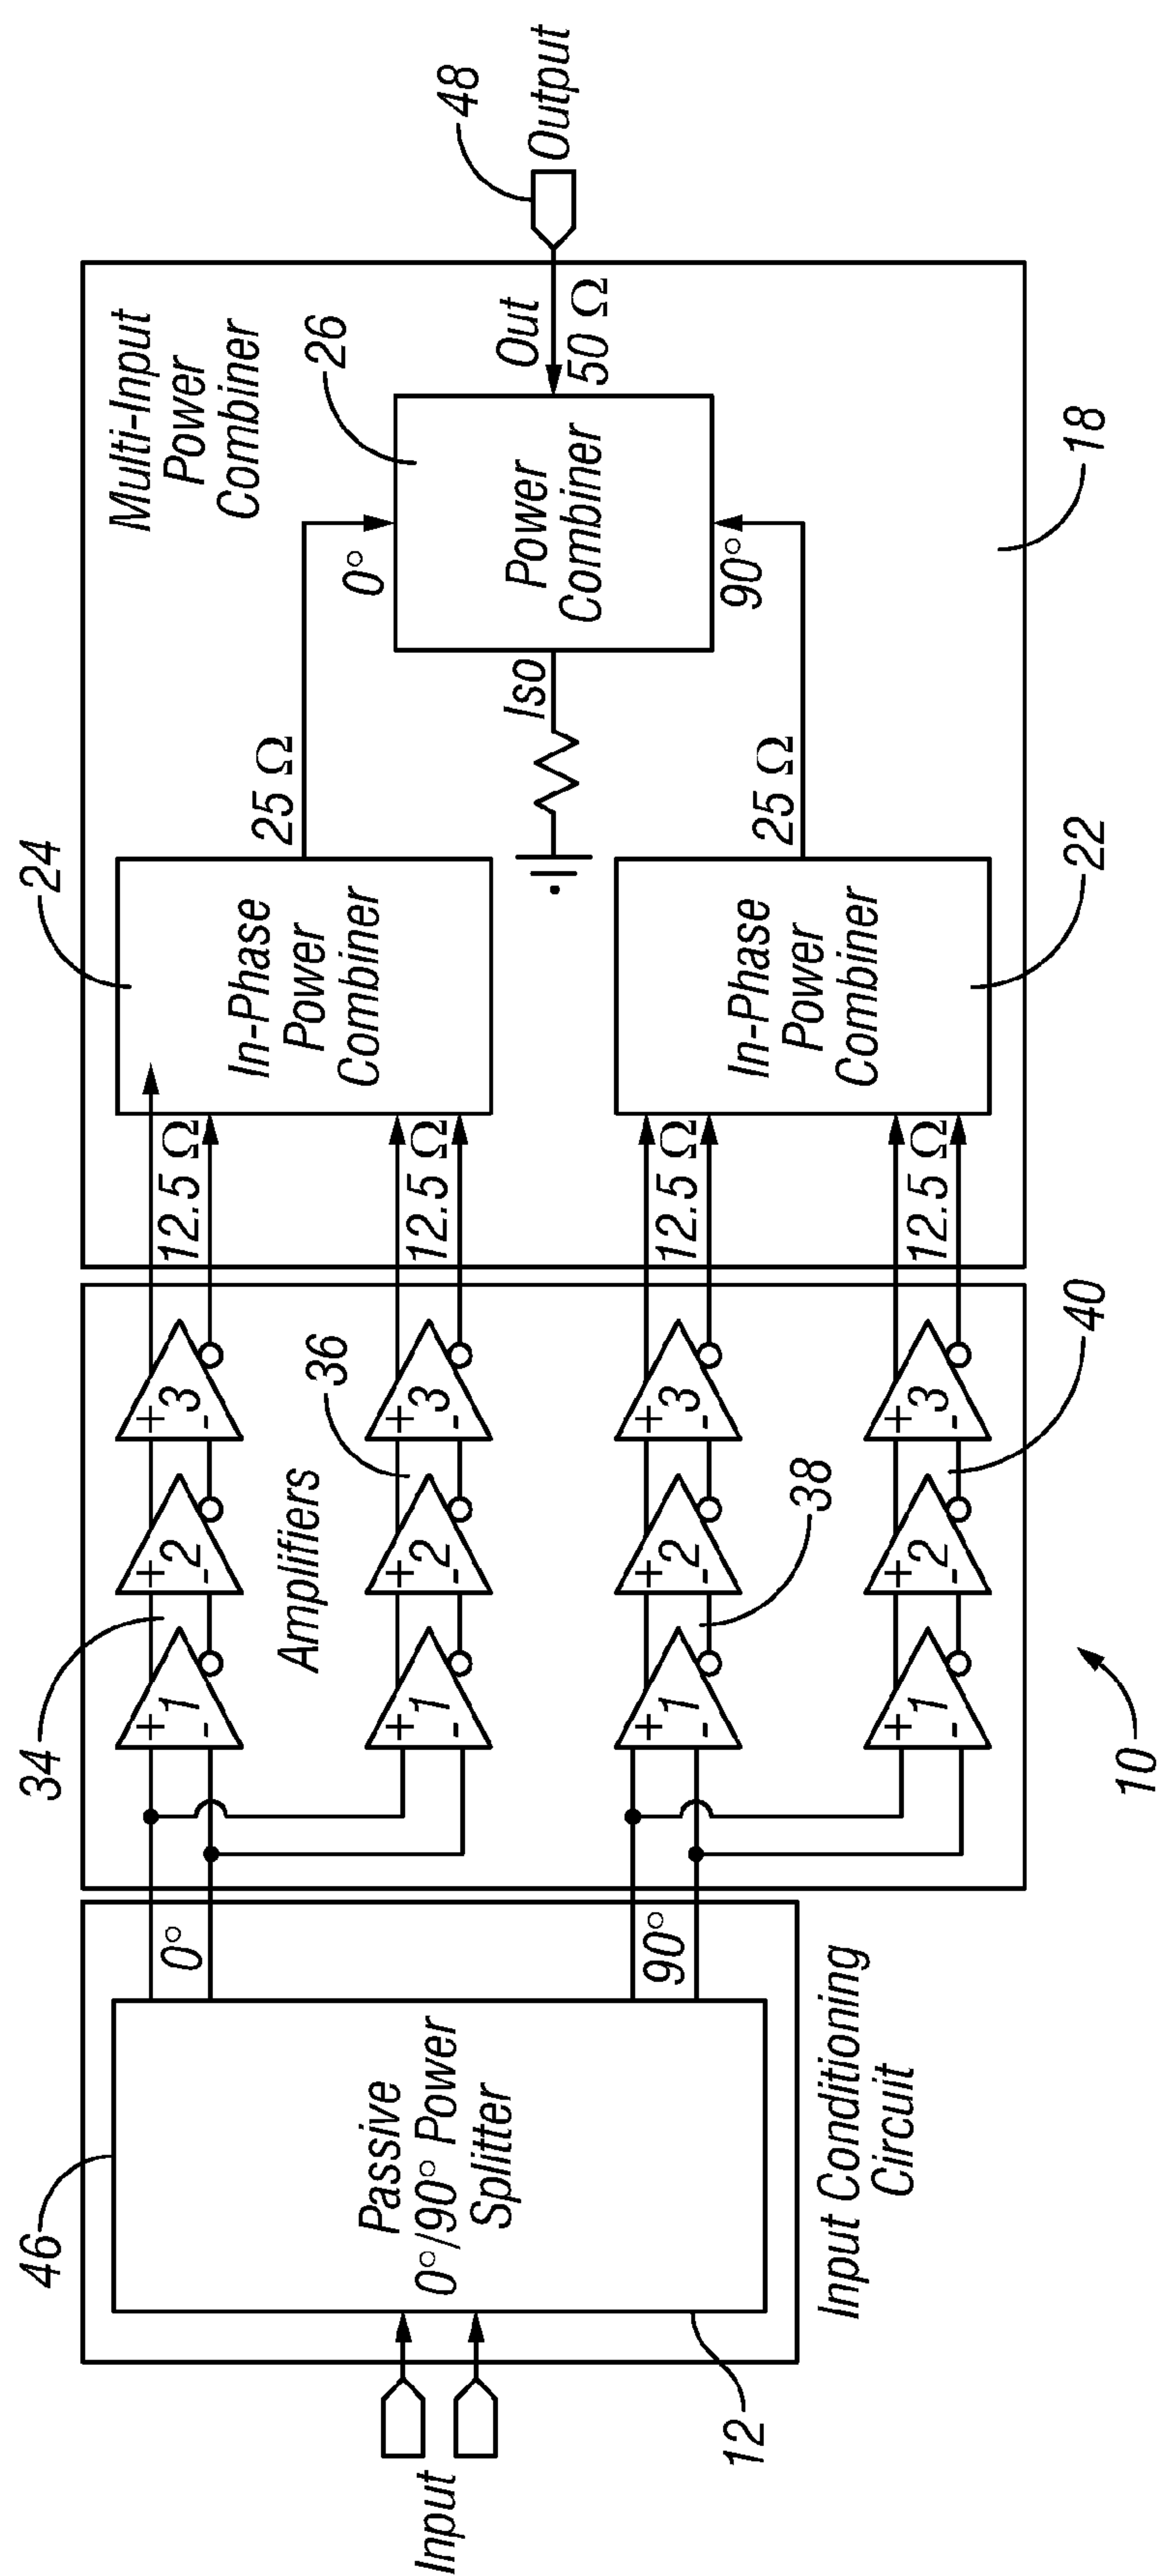 Input
46
12
Passive
0°/90° Power
Splitter
Input Conditioning
Circuit
0°
90°
34
Amplifiers
36
38
40
+
-
1
+
-
2
+
-
3
+
-
1
+
-
2
+
-
3
+
-
1
+
-
2
+
-
3
+
-
1
+
-
2
+
-
3
10
12.5 Ω
12.5 Ω
12.5 Ω
12.5 Ω
24
In-Phase
Power
Combiner
22
In-Phase
Power
Combiner
25 Ω
25 Ω
Multi-Input
Power
Combiner
26
0°
Iso
Power
Combiner
90°
Out
50 Ω
18
48
Output